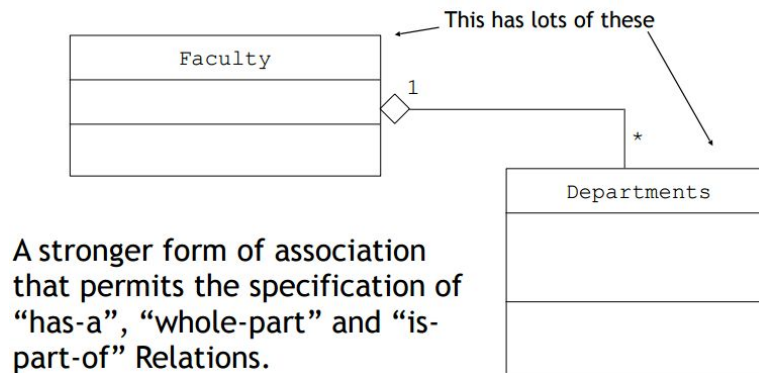 This has lots of these
Faculty
1
*
Departments
A stronger form of association
that permits the specification of
“has-a”, “whole-part” and “is-
part-of” Relations.